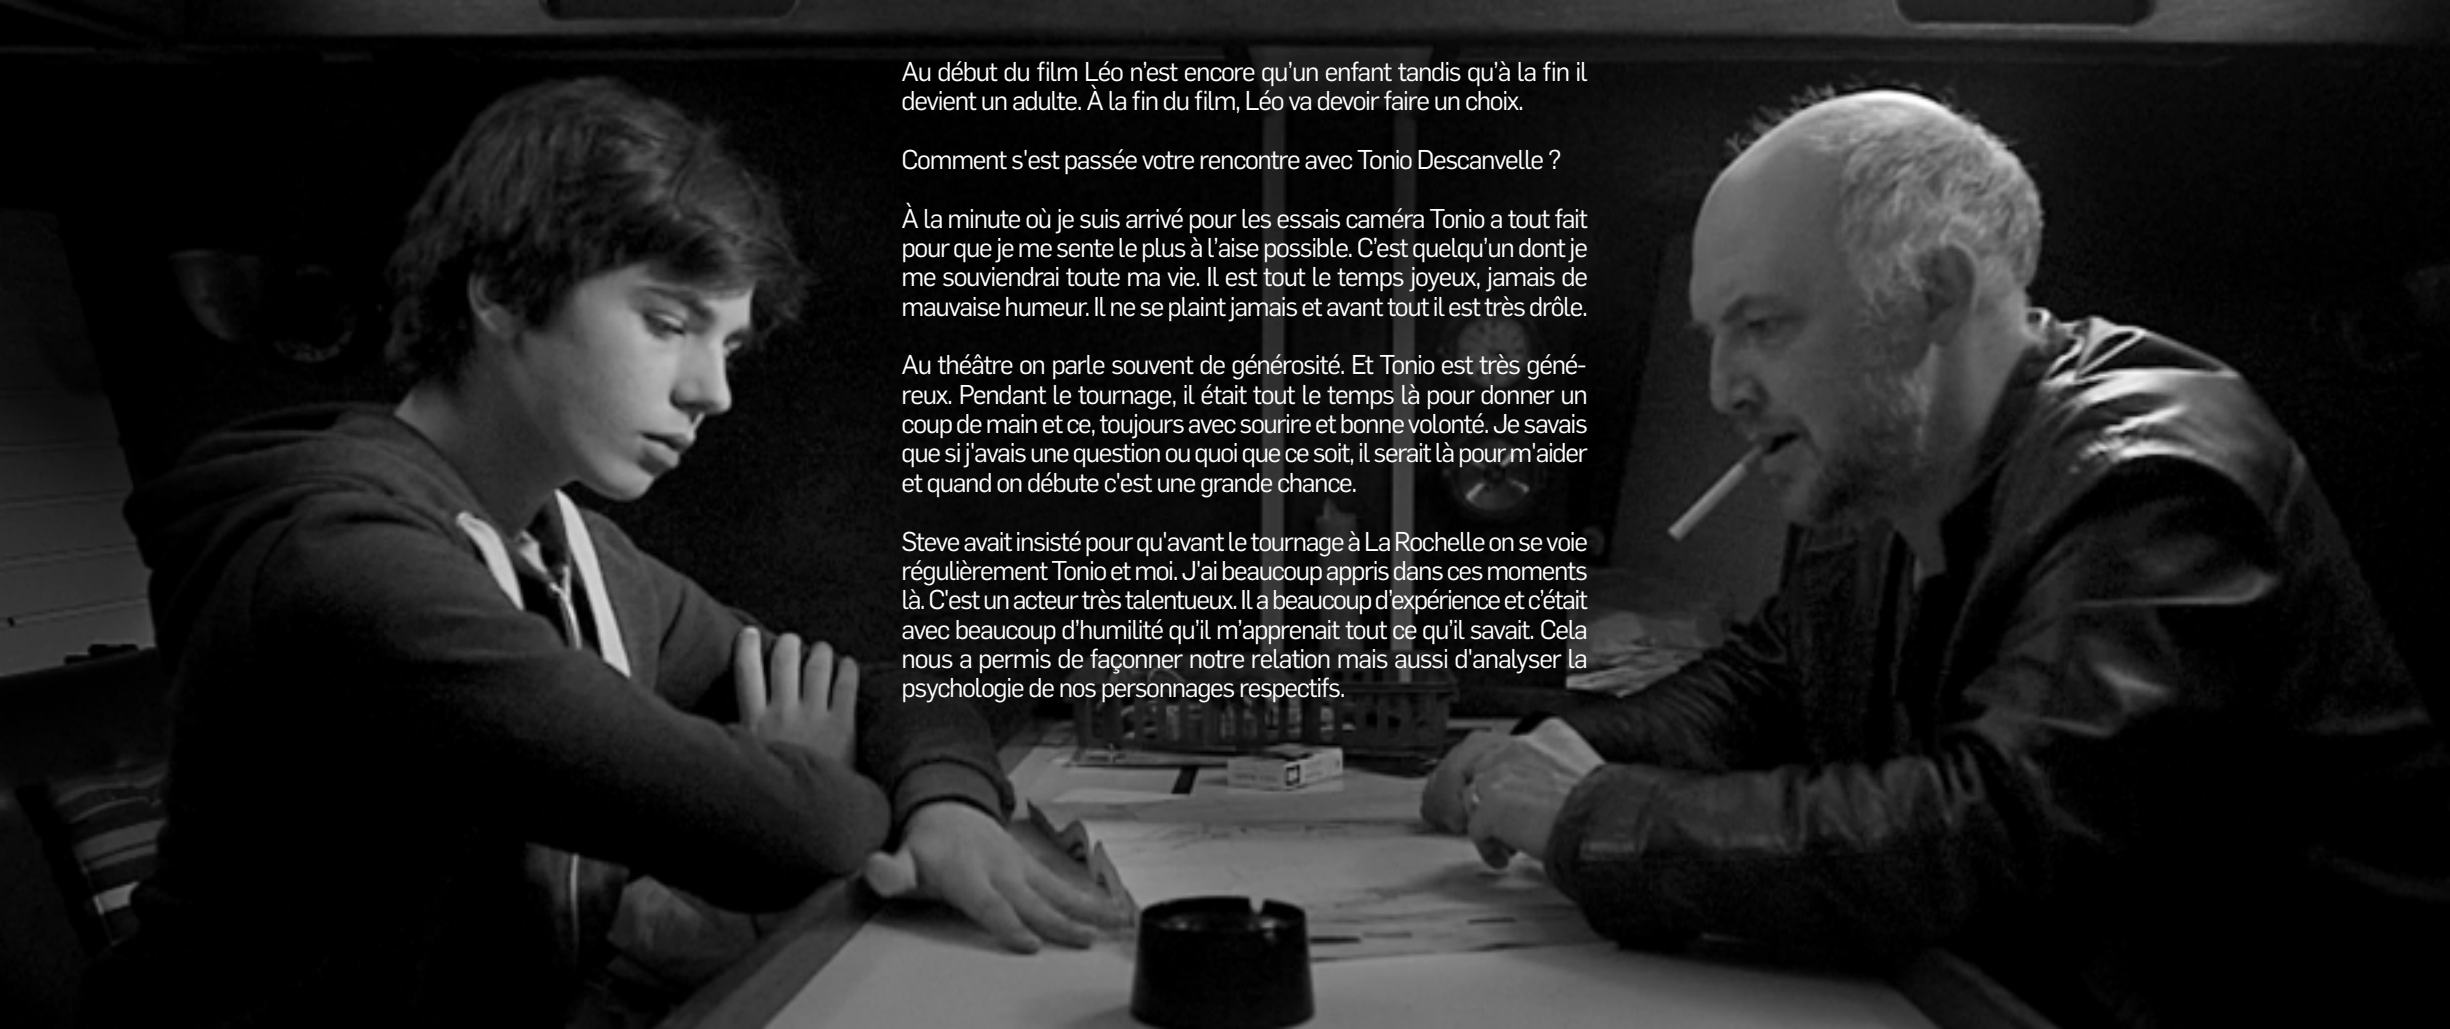 Au début du film Léo n’est encore qu’un enfant tandis qu’à la fin il
devient un adulte. À la fin du film, Léo va devoir faire un choix.
Comment s'est passée votre rencontre avec Tonio Descanvelle ?
À la minute où je suis arrivé pour les essais caméra Tonio a tout fait
pour que je me sente le plus à l’aise possible. C’est quelqu’un dont je
me souviendrai toute ma vie. Il est tout le temps joyeux, jamais de
mauvaise humeur. Il ne se plaint jamais et avant tout il est très drôle.
Au théâtre on parle souvent de générosité. Et Tonio est très géné-
reux. Pendant le tournage, il était tout le temps là pour donner un
coup de main et ce, toujours avec sourire et bonne volonté. Je savais
que si j'avais une question ou quoi que ce soit, il serait là pour m'aider
et quand on débute c'est une grande chance.
Steve avait insisté pour qu'avant le tournage à La Rochelle on se voie
régulièrement Tonio et moi. J'ai beaucoup appris dans ces moments
là. C'est un acteur très talentueux. Il a beaucoup d’expérience et c’était
avec beaucoup d’humilité qu’il m’apprenait tout ce qu’il savait. Cela
nous a permis de façonner notre relation mais aussi d'analyser la
psychologie de nos personnages respectifs.